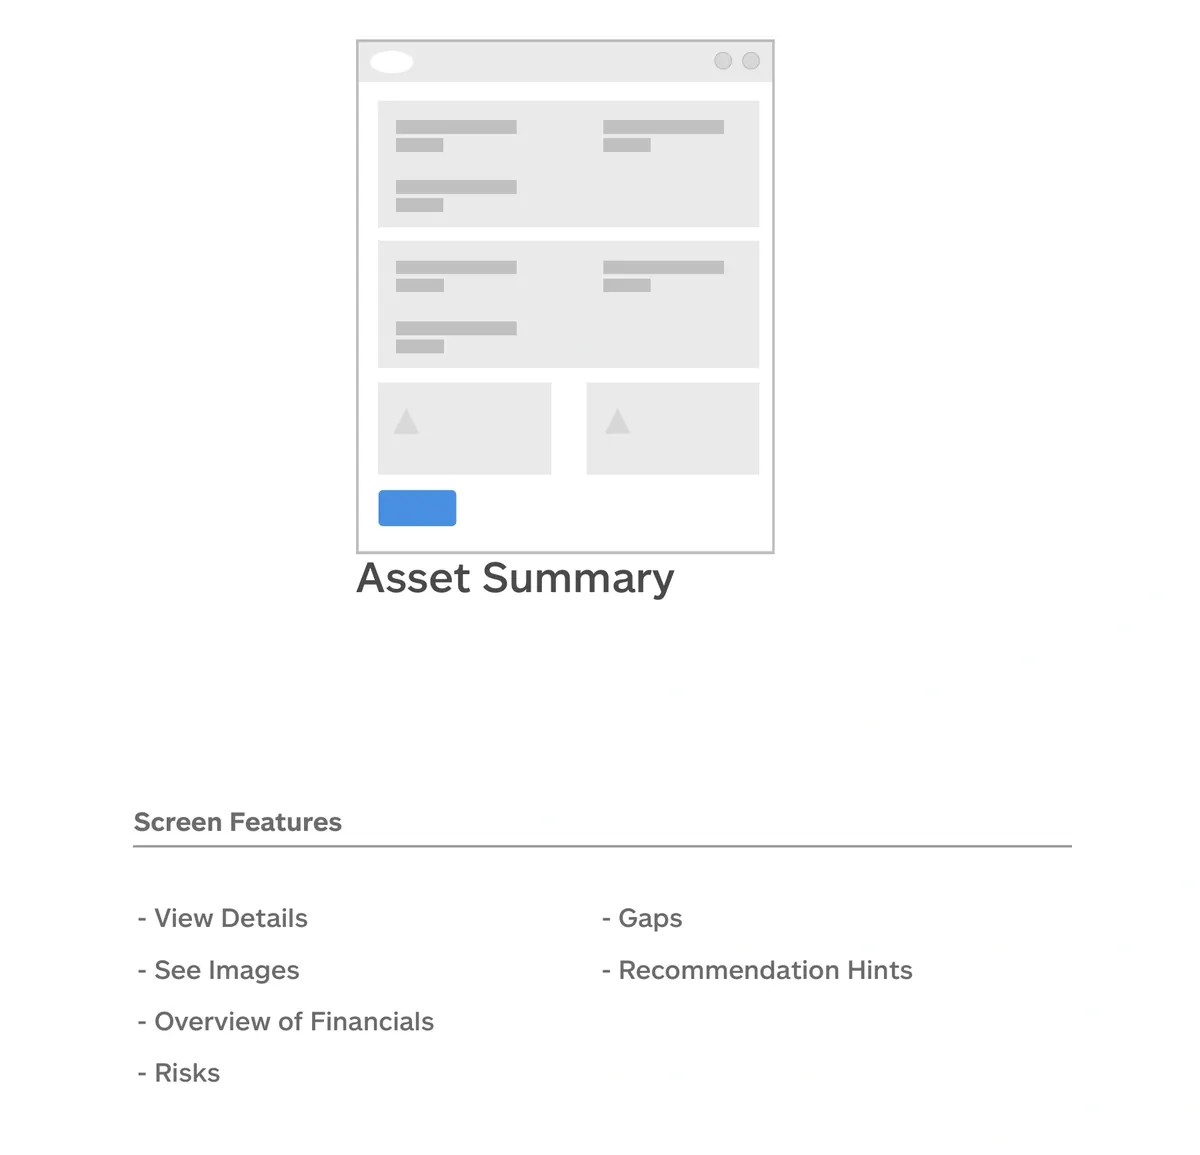 Asset Summary
Screen Features
- View Details
- See Images
- Overview of Financials
- Risks
- Gaps
- Recommendation Hints